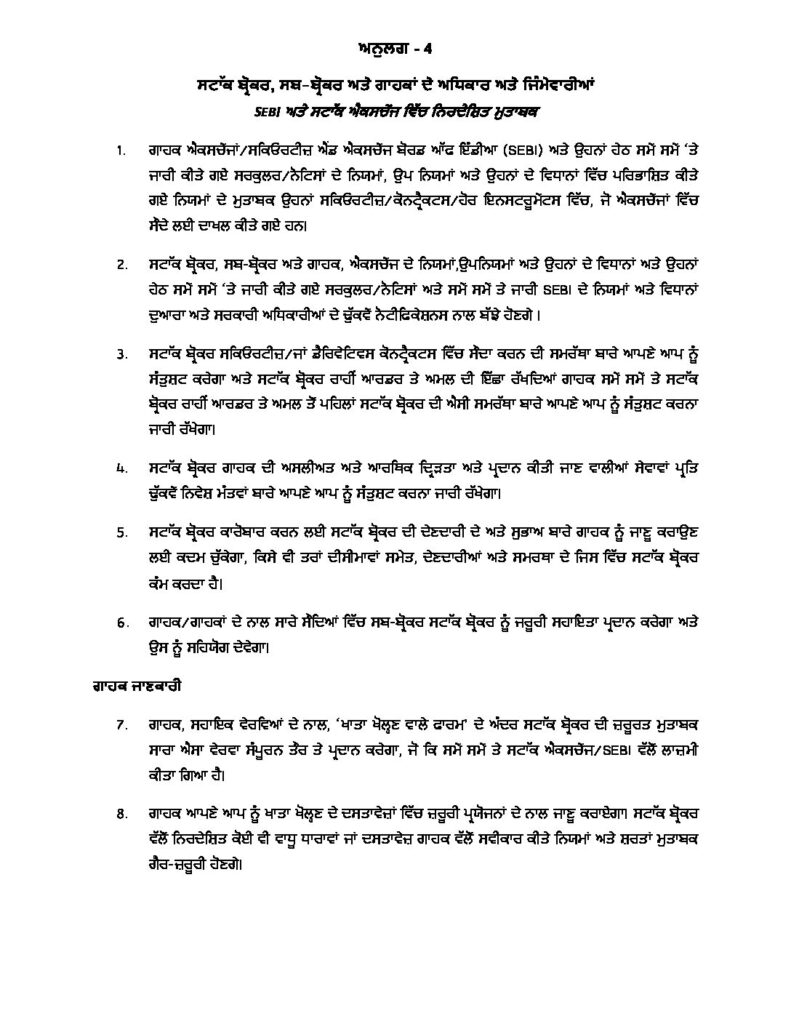 ਅਨੁਲਗ - 4
ਸਟਾੱਕ ਬ੍ਰੋਕਰ, ਸਬ-ਬ੍ਰੋਕਰ ਅਤੇ ਗਾਹਕਾਂ ਦੇ ਅਧਿਕਾਰ ਅਤੇ ਜਿੰਮੇਵਾਰੀਆਂ
SEBI ਅਤੇ ਸਟਾੱਕ ਐਕਸਚੇਂਜ ਵਿੱਚ ਨਿਰਦੇਸ਼ਿਤ ਮੁਤਾਬਕ
1. ਗਾਹਕ ਐਕਸਚੇਂਜਾਂ/ਸਕਿਓਰਟੀਜ਼ ਐਂਡ ਐਕਸਚੇਂਜ ਬੋਰਡ ਆੱਫ ਇੰਡੀਆ (SEBI) ਅਤੇ ਉਹਨਾਂ ਹੇਠ ਸਮੇਂ ਸਮੇਂ 'ਤੇ
ਜਾਰੀ ਕੀਤੇ ਗਏ ਸਰਕੁਲਰ/ਨੋਟਿਸਾਂ ਦੇ ਨਿਯਮਾਂ, ਉਪ ਨਿਯਮਾਂ ਅਤੇ ਉਹਨਾਂ ਦੇ ਵਿਧਾਨਾਂ ਵਿੱਚ ਪਰਿਭਾਸ਼ਿਤ ਕੀਤੇ
ਗਏ ਨਿਯਮਾਂ ਦੇ ਮੁਤਾਬਕ ਉਹਨਾਂ ਸਕਿਓਰਟੀਜ਼/ਕੋਨਟ੍ਰੈਕਟਸ/ਹੋਰ ਇਨਸਟਰੂਮੇਂਟਸ ਵਿੱਚ, ਜੋ ਐਕਸਚੇਂਜਾਂ ਵਿੱਚ
ਸੌਦੇ ਲਈ ਦਾਖਲ ਕੀਤੇ ਗਏ ਹਨ।
2. ਸਟਾੱਕ ਬ੍ਰੋਕਰ, ਸਬ-ਬ੍ਰੋਕਰ ਅਤੇ ਗਾਹਕ, ਐਕਸਚੇਂਜ ਦੇ ਨਿਯਮਾਂ,ਉਪਨਿਯਮਾਂ ਅਤੇ ਉਹਨਾਂ ਦੇ ਵਿਧਾਨਾਂ ਅਤੇ ਉਹਨਾਂ
ਹੇਠ ਸਮੇਂ ਸਮੇਂ 'ਤੇ ਜਾਰੀ ਕੀਤੇ ਗਏ ਸਰਕੁਲਰ/ਨੋਟਿਸਾਂ ਅਤੇ ਸਮੇਂ ਸਮੇਂ ਤੇ ਜਾਰੀ SEBI ਦੇ ਨਿਯਮਾਂ ਅਤੇ ਵਿਧਾਨਾਂ
ਦੁਆਰਾ ਅਤੇ ਸਰਕਾਰੀ ਅਧਿਕਾਰੀਆਂ ਦੇ ਢੁੱਕਵੇਂ ਨੋਟੀਫਿਕੇਸ਼ਨਸ ਨਾਲ ਬੱਝੇ ਹੋਣਗੇ ।
3. ਸਟਾੱਕ ਬ੍ਰੋਕਰ ਸਕਿਓਰਟੀਜ਼/ਜਾਂ ਡੈਰਿਵੇਟਿਵਸ ਕੋਨਟ੍ਰੈਕਟਸ ਵਿੱਚ ਸੌਦਾ ਕਰਨ ਦੀ ਸਮਰੱਥਾ ਬਾਰੇ ਆਪਣੇ ਆਪ ਨੂੰ
ਸੰਤੁਸ਼ਟ ਕਰੇਗਾ ਅਤੇ ਸਟਾੱਕ ਬ੍ਰੋਕਰ ਰਾਹੀਂ ਆਰਡਰ ਤੇ ਅਮਲ ਦੀ ਇੱਛਾ ਰੱਖਦਿਆਂ ਗਾਹਕ ਸਮੇਂ ਸਮੇਂ ਤੇ ਸਟਾੱਕ
ਬ੍ਰੋਕਰ ਰਾਹੀਂ ਆਰਡਰ ਤੇ ਅਮਲ ਤੋਂ ਪਹਿਲਾਂ ਸਟਾੱਕ ਬ੍ਰੋਕਰ ਦੀ ਐਸੀ ਸਮਰੱਥਾ ਬਾਰੇ ਆਪਣੇ ਆਪ ਨੂੰ ਸੰਤੁਸ਼ਟ ਕਰਨਾ
ਜਾਰੀ ਰੱਖੇਗਾ।
4. ਸਟਾੱਕ ਬ੍ਰੋਕਰ ਗਾਹਕ ਦੀ ਅਸਲੀਅਤ ਅਤੇ ਆਰਥਿਕ ਦ੍ਰਿੜਤਾ ਅਤੇ ਪ੍ਰਦਾਨ ਕੀਤੀ ਜਾਣ ਵਾਲੀਆਂ ਸੇਵਾਵਾਂ ਪ੍ਰਤਿ
ਢੁੱਕਵੇਂ ਨਿਵੇਸ਼ ਮੰਤਵਾਂ ਬਾਰੇ ਆਪਣੇ ਆਪ ਨੂੰ ਸੰਤੁਸ਼ਟ ਕਰਨਾ ਜਾਰੀ ਰੱਖੇਗਾ।
5. ਸਟਾੱਕ ਬ੍ਰੋਕਰ ਕਾਰੋਬਾਰ ਕਰਨ ਲਈ ਸਟਾੱਕ ਬ੍ਰੋਕਰ ਦੀ ਦੇਣਦਾਰੀ ਦੇ ਅਤੇ ਸੁਭਾਅ ਬਾਰੇ ਗਾਹਕ ਨੂੰ ਜਾਣੂ ਕਰਾਉਣ
ਲਈ ਕਦਮ ਚੁੱਕੇਗਾ, ਕਿਸੇ ਵੀ ਤਰਾਂ ਦੀਸੀਮਾਵਾਂ ਸਮੇਤ, ਦੇਣਦਾਰੀਆਂ ਅਤੇ ਸਮਰਥਾ ਦੇ ਜਿਸ ਵਿੱਚ ਸਟਾੱਕ ਬ੍ਰੋਕਰ
ਕੰਮ ਕਰਦਾ ਹੈ।
6. ਗਾਹਕ/ਗਾਹਕਾਂ ਦੇ ਨਾਲ ਸਾਰੇ ਸੌਦਿਆਂ ਵਿੱਚ ਸਬ-ਬ੍ਰੋਕਰ ਸਟਾੱਕ ਬ੍ਰੋਕਰ ਨੂੰ ਜਰੂਰੀ ਸਹਾਇਤਾ ਪ੍ਰਦਾਨ ਕਰੇਗਾ ਅਤੇ
ਉਸ ਨੂੰ ਸਹਿਯੋਗ ਦੇਵੇਗਾ।
ਗਾਹਕ ਜਾਣਕਾਰੀ
7. ਗਾਹਕ, ਸਹਾਇਕ ਵੇਰਵਿਆਂ ਦੇ ਨਾਲ, 'ਖਾਤਾ ਖੋਲ੍ਹਣ ਵਾਲੇ ਫਾਰਮ' ਦੇ ਅੰਦਰ ਸਟਾੱਕ ਬ੍ਰੋਕਰ ਦੀ ਜ਼ਰੂਰਤ ਮੁਤਾਬਕ
ਸਾਰਾ ਐਸਾ ਵੇਰਵਾ ਸੰਪੂਰਨ ਤੌਰ ਤੇ ਪ੍ਰਦਾਨ ਕਰੇਗਾ, ਜੋ ਕਿ ਸਮੇਂ ਸਮੇਂ ਤੇ ਸਟਾੱਕ ਐਕਸਚੇਂਜ/SEBI ਵੱਲੋਂ ਲਾਜ਼ਮੀ
ਕੀਤਾ ਗਿਆ ਹੈ।
8. ਗਾਹਕ ਆਪਣੇ ਆਪ ਨੂੰ ਖਾਤਾ ਖੋਲ੍ਹਣ ਦੇ ਦਸਤਾਵੇਜ਼ਾਂ ਵਿੱਚ ਜ਼ਰੂਰੀ ਪ੍ਰਯੋਜਨਾਂ ਦੇ ਨਾਲ ਜਾਣੂ ਕਰਾਏਗਾ। ਸਟਾੱਕ ਬ੍ਰੋਕਰ
ਵੱਲੋਂ ਨਿਰਦੇਸ਼ਿਤ ਕੋਈ ਵੀ ਵਾਧੂ ਧਾਰਾਵਾਂ ਜਾਂ ਦਸਤਾਵੇਜ਼ ਗਾਹਕ ਵੱਲੋਂ ਸਵੀਕਾਰ ਕੀਤੇ ਨਿਯਮਾਂ ਅਤੇ ਸ਼ਰਤਾਂ ਮੁਤਾਬਕ
ਗੈਰ-ਜ਼ਰੂਰੀ ਹੋਣਗੇ।